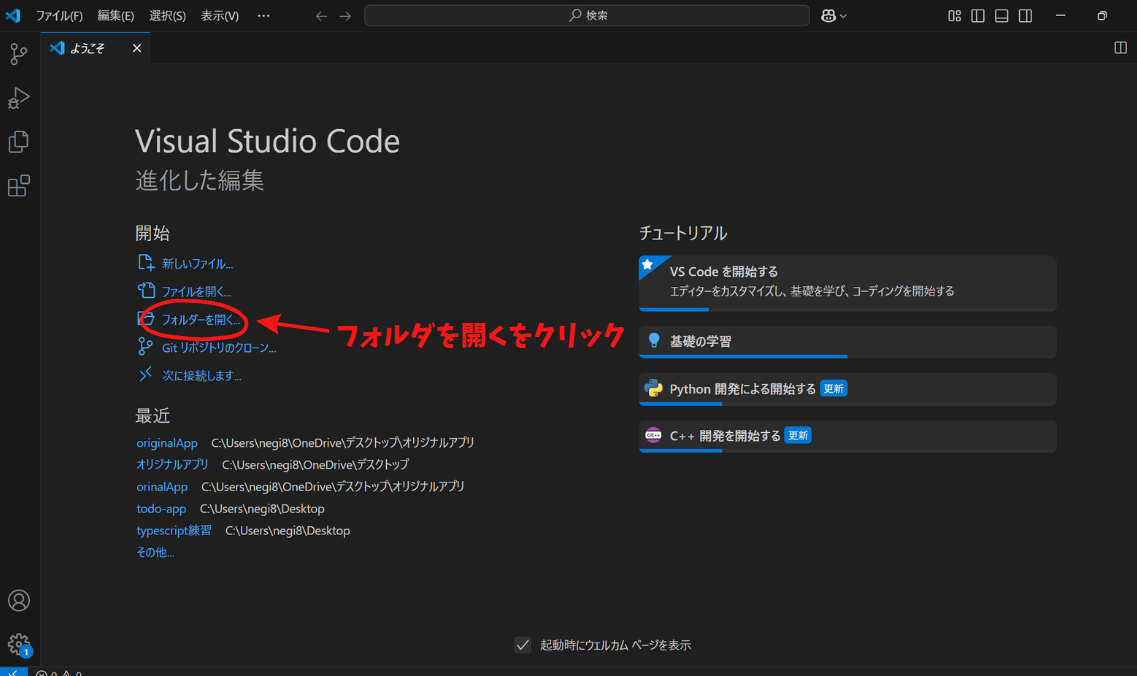 ファイル(F) 編集(E) 選択(S) 表示(V) … 検索
ようこそ
Visual Studio Code
進化した編集
開始
新しいファイル...
ファイルを開く...
フォルダーを開く...
フォルダを開くをクリック
Git リポジトリのクローン...
次に接続します...
最近
originalApp C:\Users\negi8\OneDrive\デスクトップ\オリジナルアプリ
オリジナルアプリ C:\Users\negi8\OneDrive\デスクトップ
orinalApp C:\Users\negi8\OneDrive\デスクトップ\オリジナルアプリ
todo-app C:\Users\negi8\Desktop
typescript練習 C:\Users\negi8\Desktop
その他...
チュートリアル
VS Code を開始する
エディターをカスタマイズし、基礎を学び、コーディングを開始する
基礎の学習
Python 開発による開始する 更新
C++ 開発を開始する 更新
起動時にウェルカム ページを表示
1
0 0